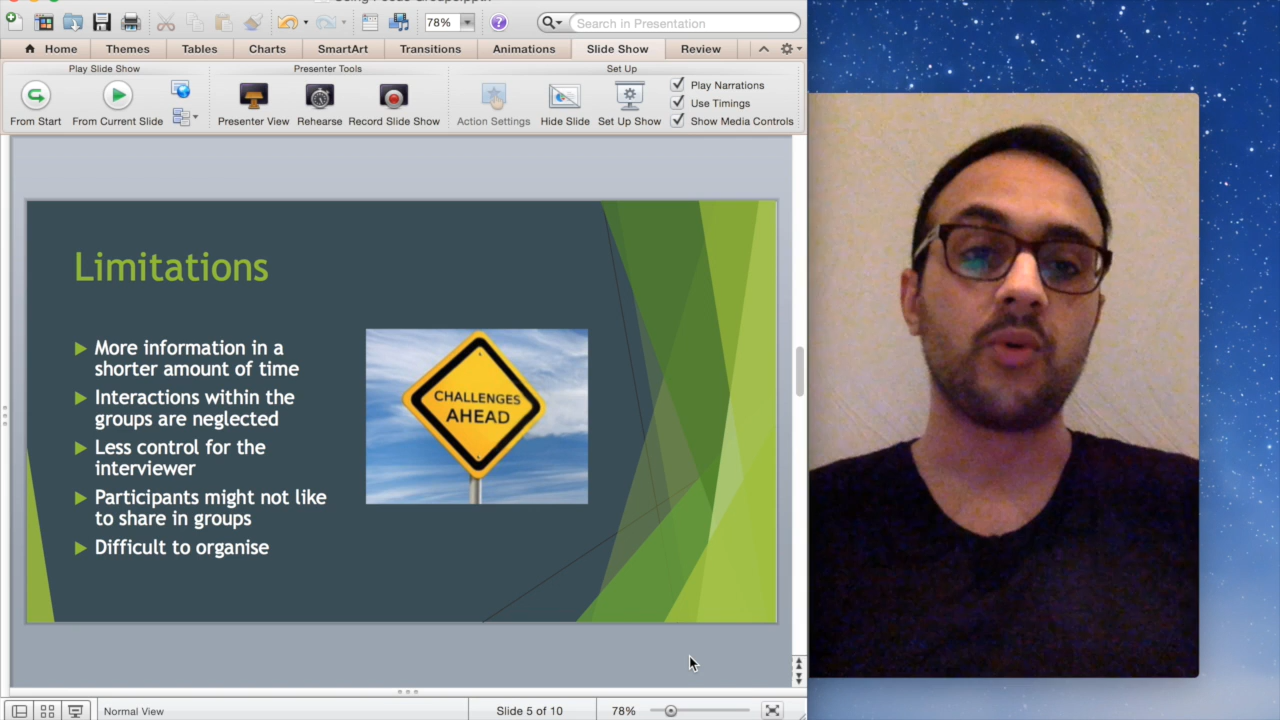 Using Focus Groups.pptx
78%
Search in Presentation
Home Themes Tables Charts SmartArt Transitions Animations Slide Show Review
Play Slide Show Presenter Tools Set Up
From Start From Current Slide Presenter View Rehearse Record Slide Show Action Settings Hide Slide Set Up Show
Play Narrations
Use Timings
Show Media Controls
Limitations
More information in a
shorter amount of time
Interactions within the
groups are neglected
Less control for the
interviewer
Participants might not like
to share in groups
Difficult to organise
CHALLENGES
AHEAD
Normal View Slide 5 of 10 78%